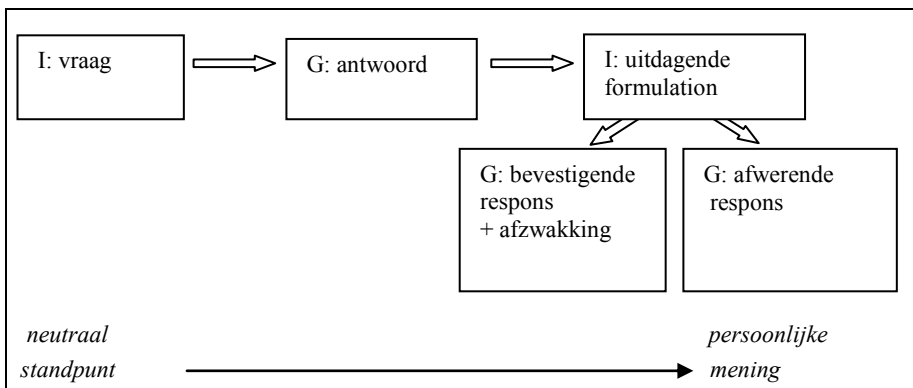 I: vraag
G: antwoord
I: uitdagende
formulation
G: bevestigende
respons
+ afzwakking
G: afwerende
respons
neutraal
standpunt
persoonlijke
mening